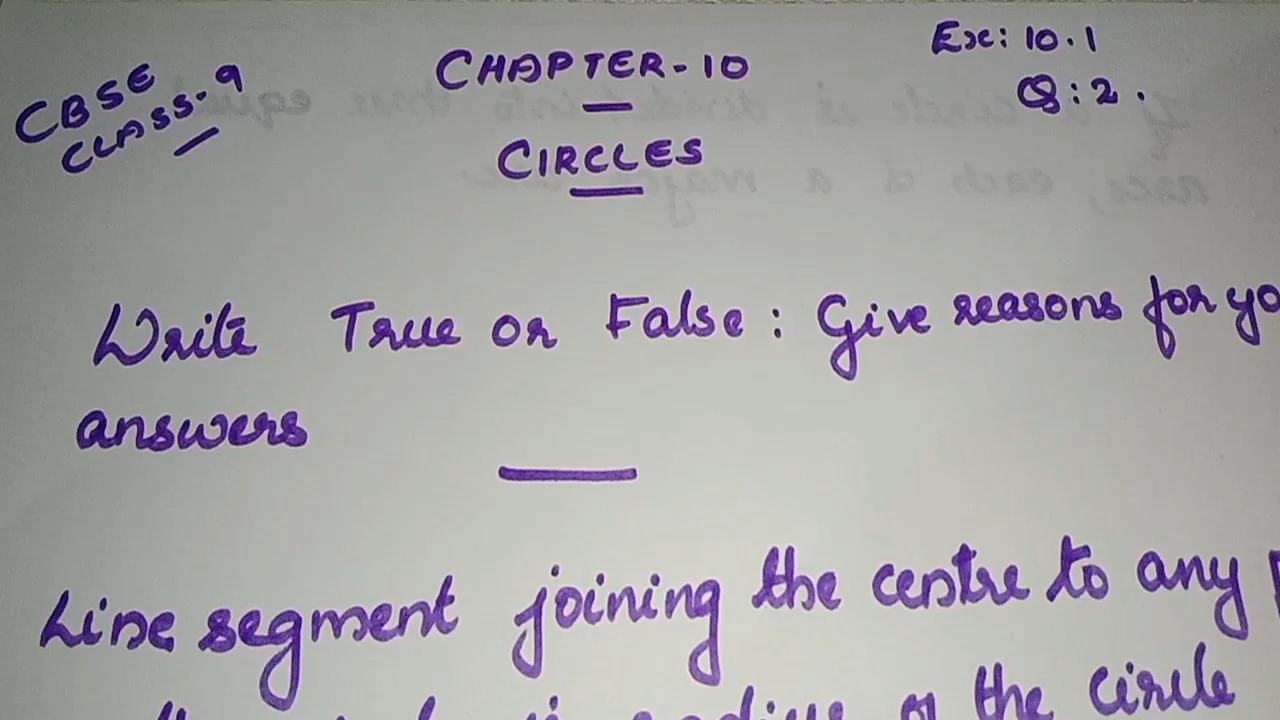 CBSE
CLASS-9
CHAPTER-10
CIRCLES
Ex: 10.1
Q:2.
Write True or False: Give reasons for yo
answers
Line segment joining the centre to any
the circle